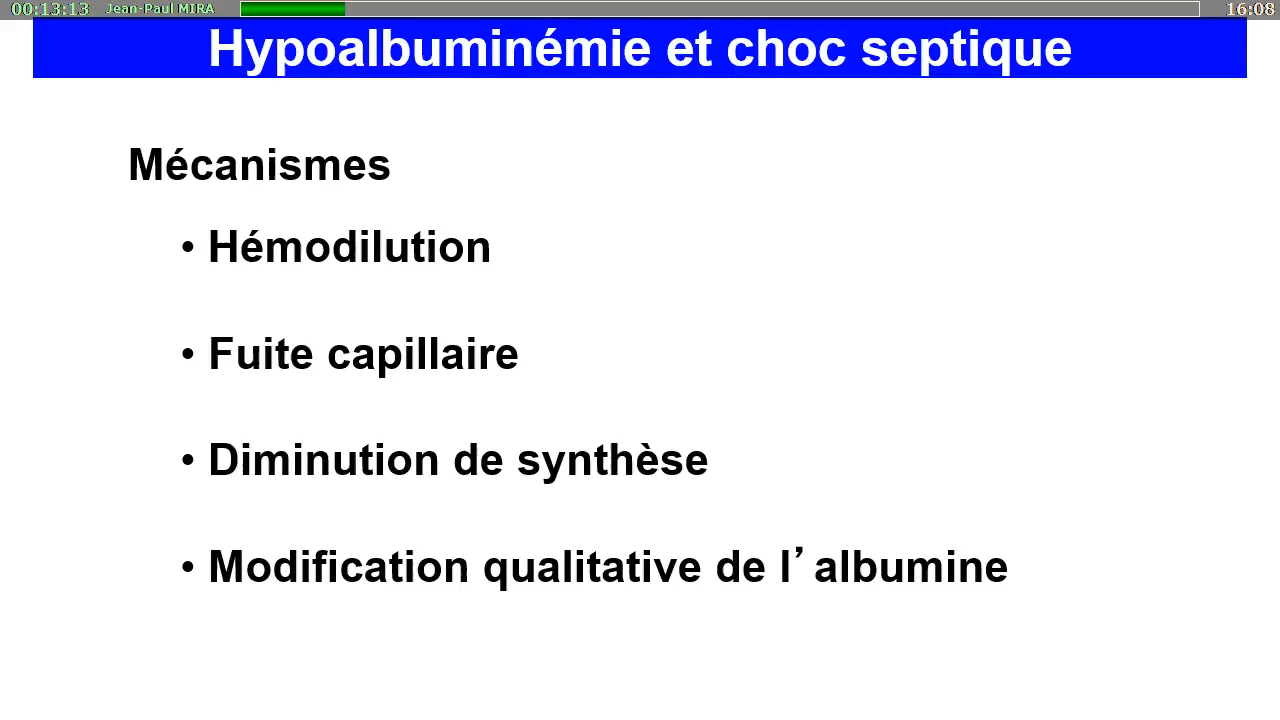 00:13:13 Jean-Paul MIRA 16:08
Hypoalbuminémie et choc septique
Mécanismes
• Hémodilution
• Fuite capillaire
• Diminution de synthèse
• Modification qualitative de l’albumine